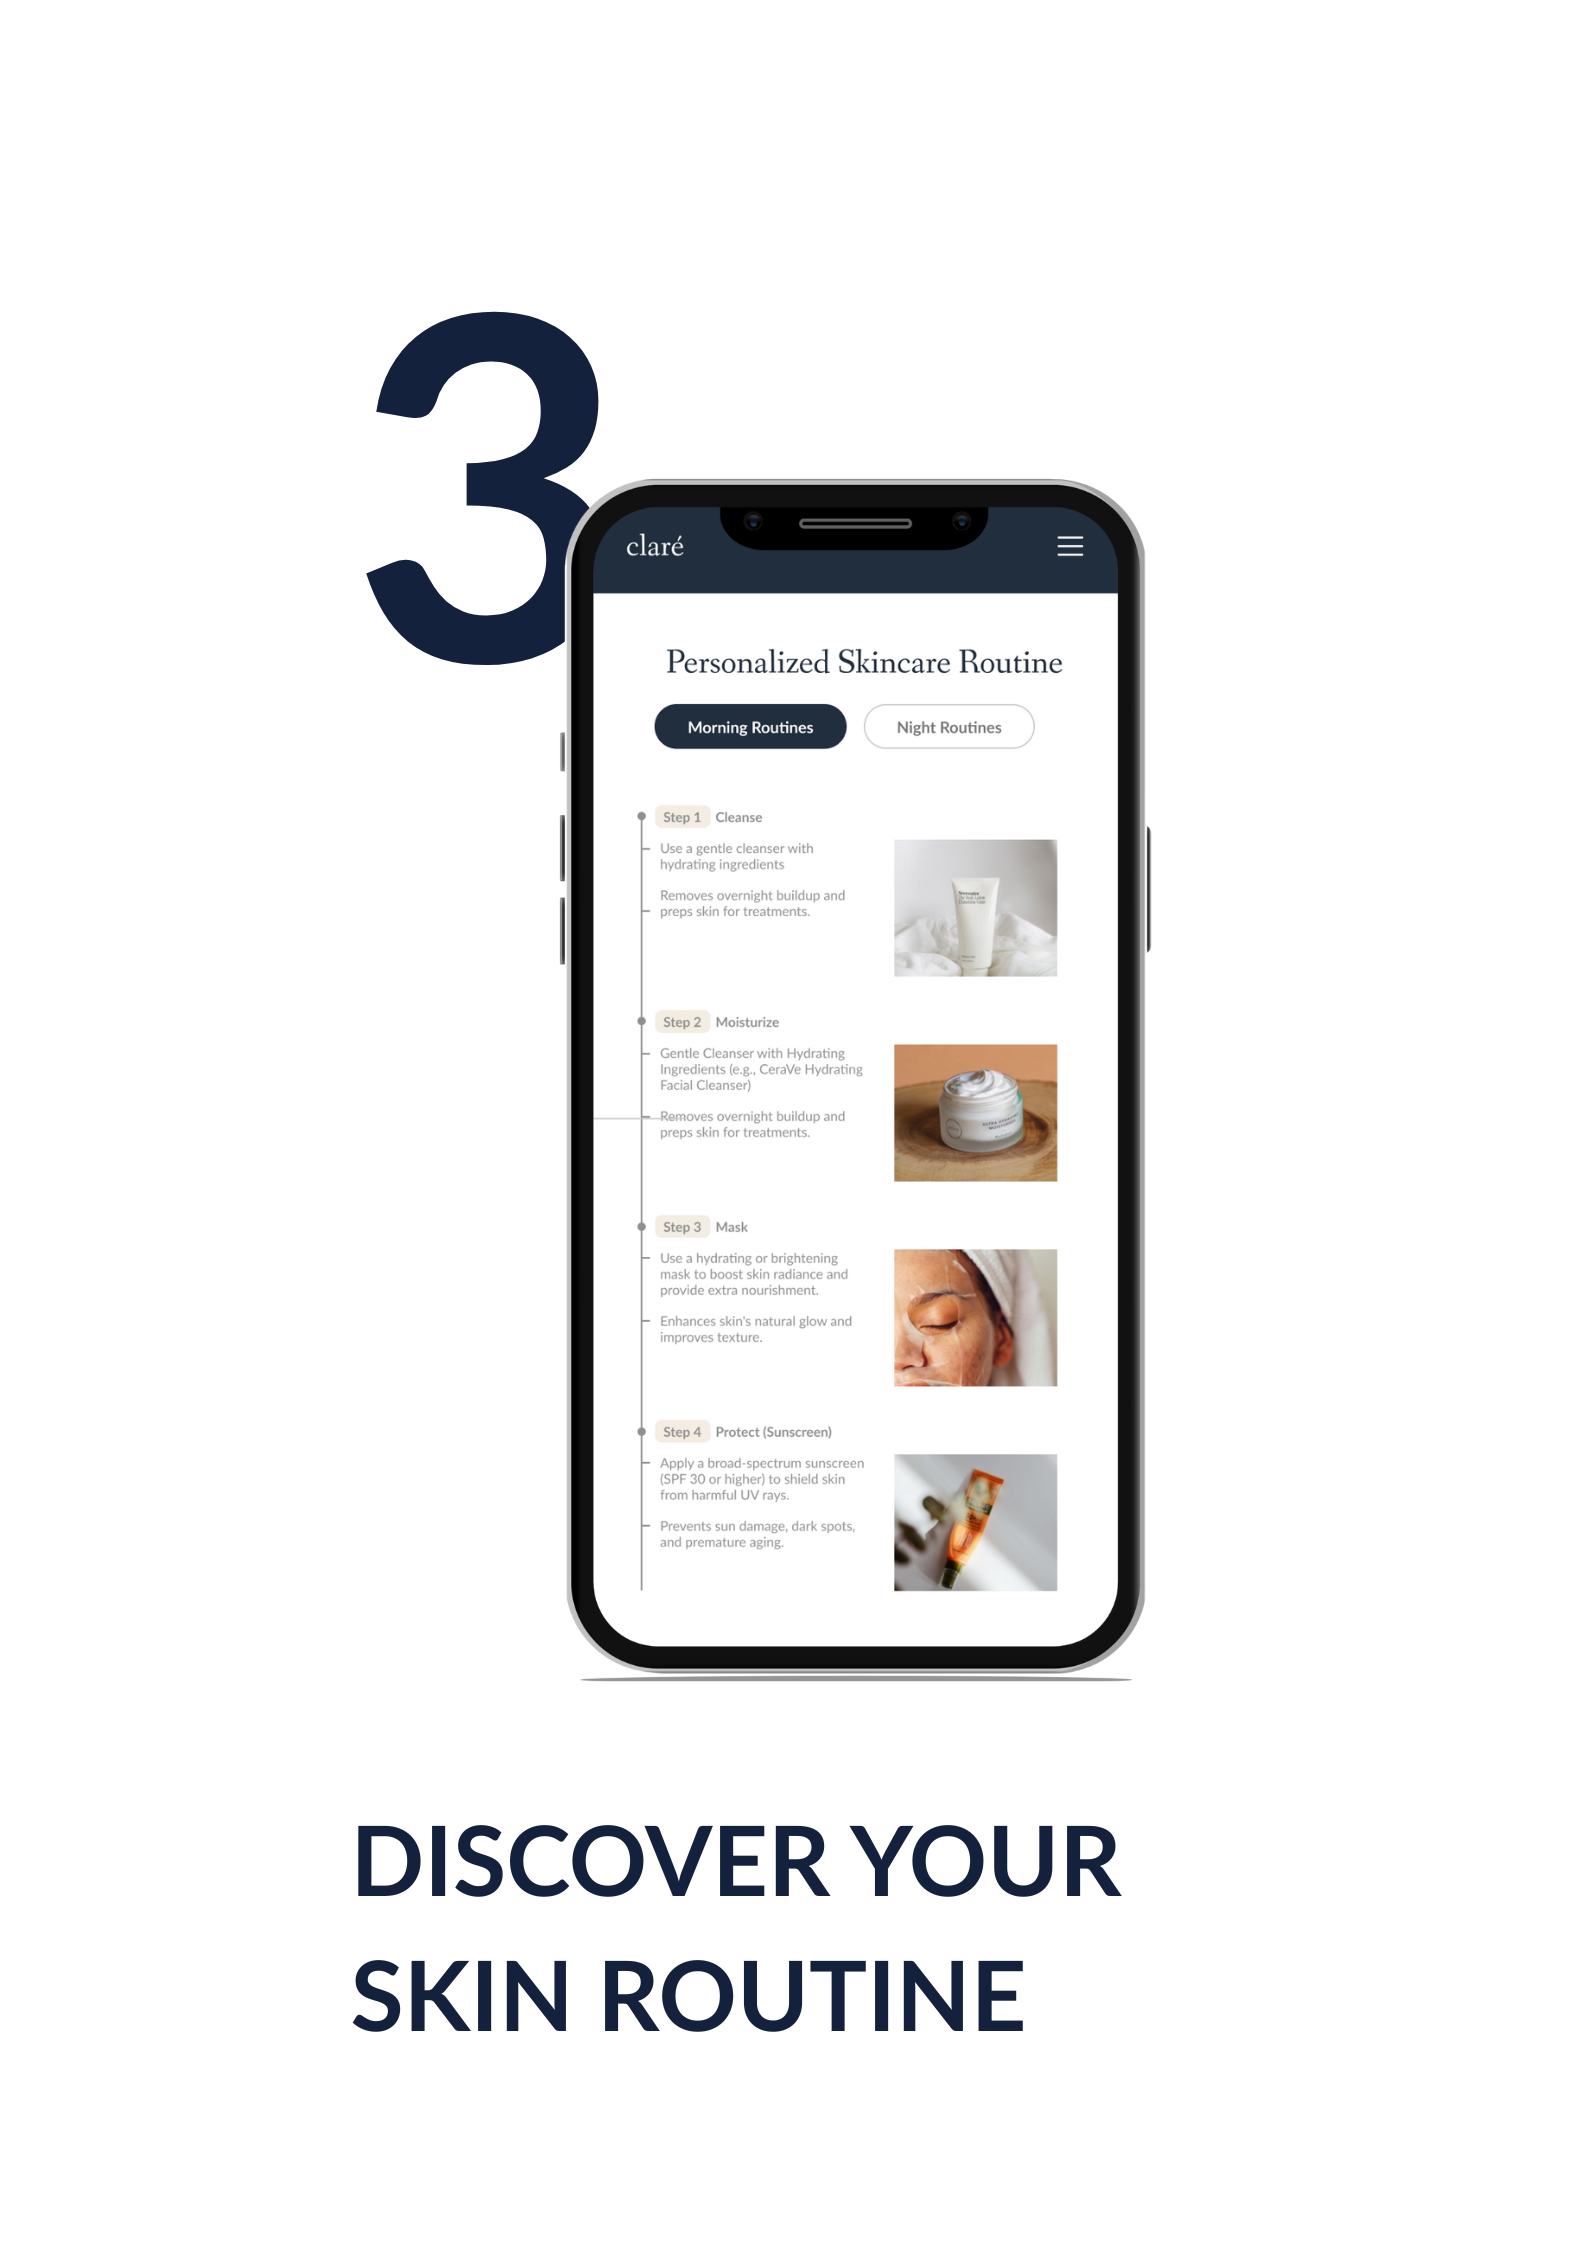 3
claré
Personalized Skincare Routine
Morning Routines
Night Routines
Step 1 Cleanse
Use a gentle cleanser with
hydrating ingredients
Removes overnight buildup and
preps skin for treatments.
Step 2 Moisturize
Gentle Cleanser with Hydrating
Ingredients (e.g., CeraVe Hydrating
Facial Cleanser)
Removes overnight buildup and
preps skin for treatments.
Step 3 Mask
Use a hydrating or brightening
mask to boost skin radiance and
provide extra nourishment.
Enhances skin's natural glow and
improves texture.
Step 4 Protect (Sunscreen)
Apply a broad-spectrum sunscreen
(SPF 30 or higher) to shield skin
from harmful UV rays.
Prevents sun damage, dark spots,
and premature aging.
DISCOVER YOUR
SKIN ROUTINE